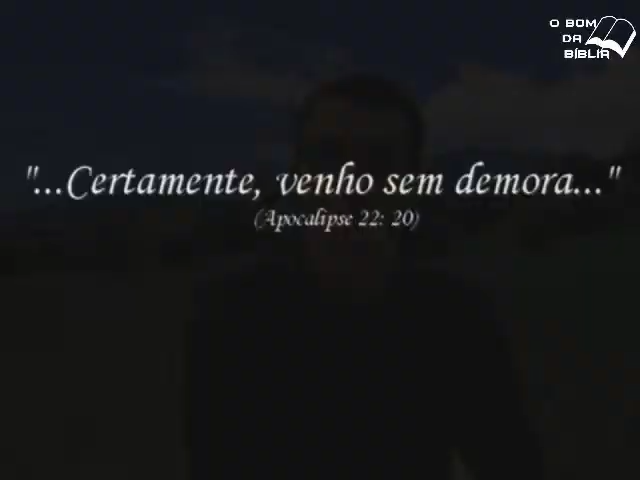 O BOM
DA
BÍBLIA
"...Certamente, venho sem demora..."
(Apocalipse 22: 20)